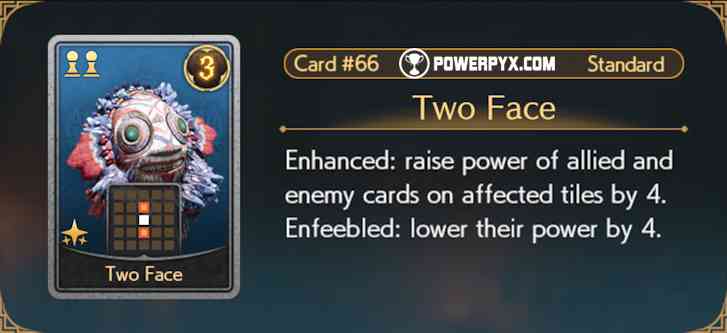 3
Two Face
Card #66
POWERPYX.COM
Standard
Two Face
Enhanced: raise power of allied and
enemy cards on affected tiles by 4.
Enfeebled: lower their power by 4.